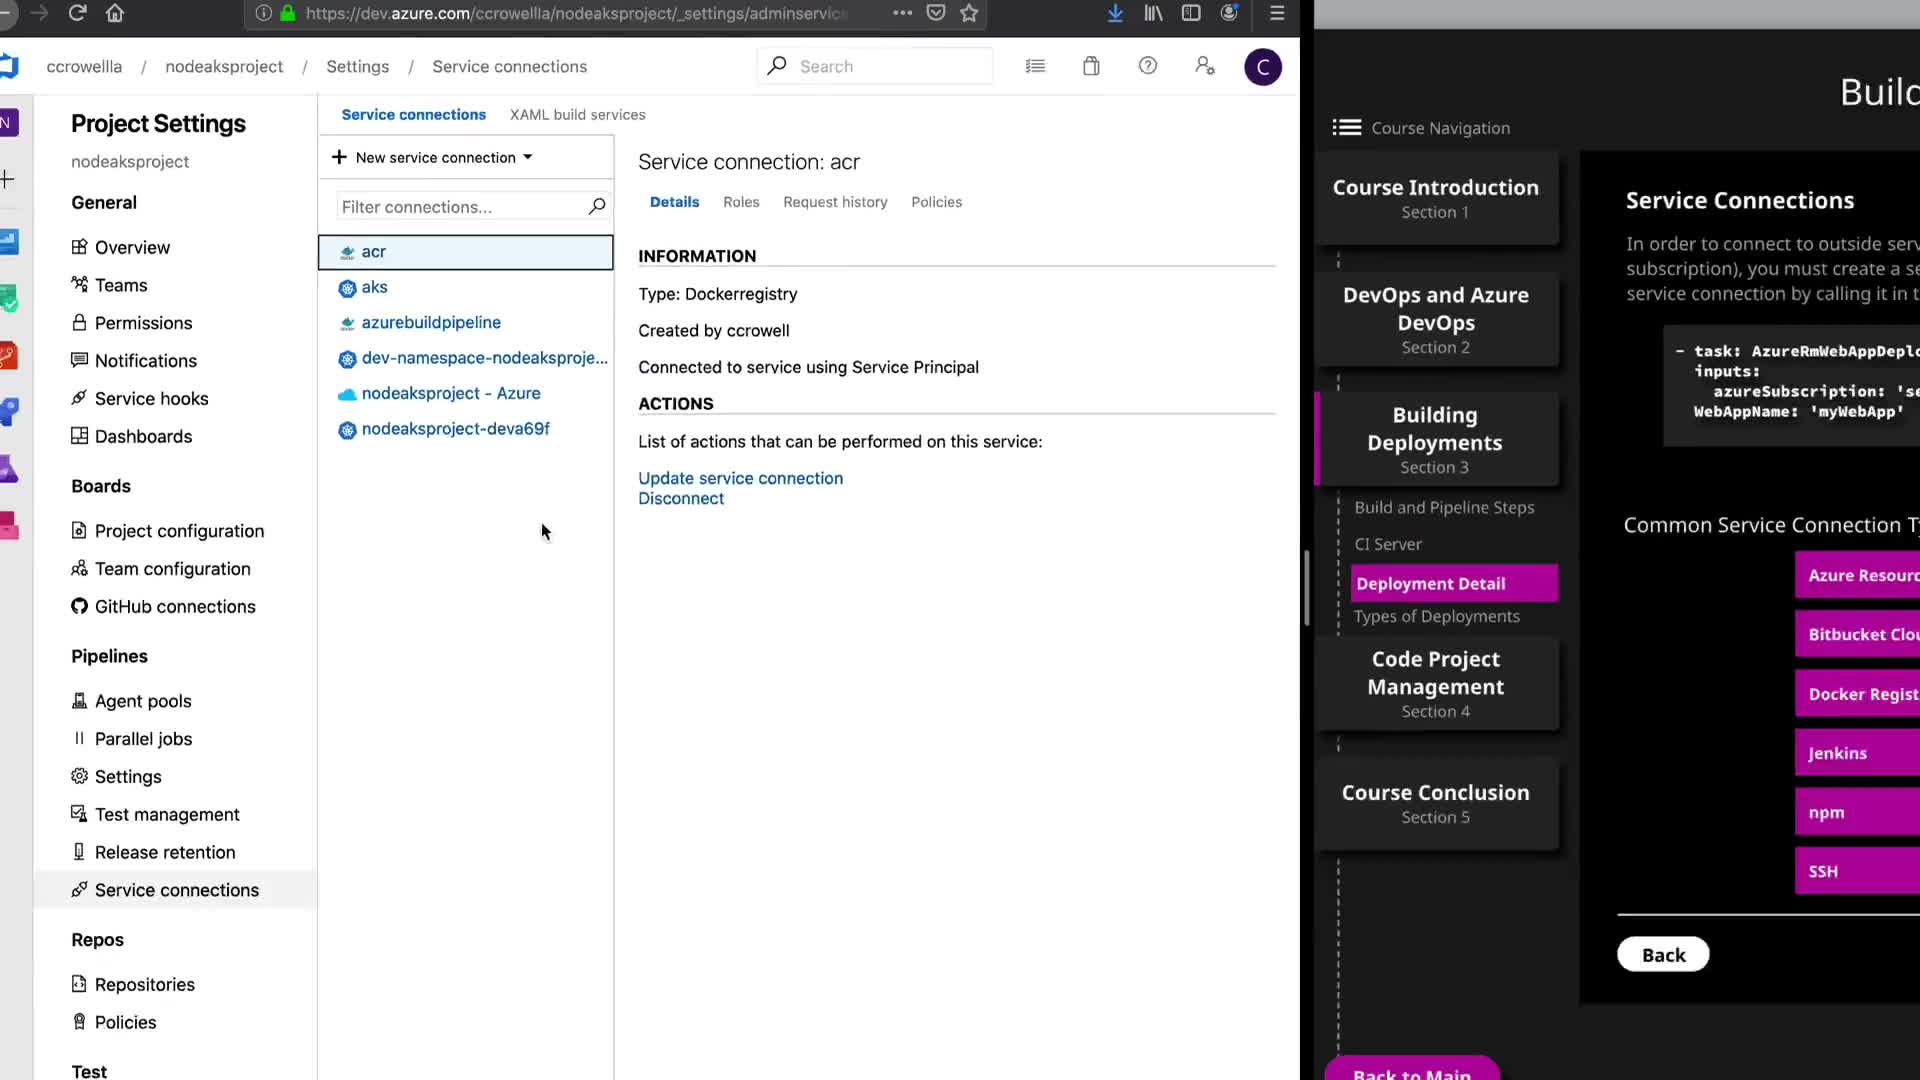 https://dev.azure.com/ccrowellla/nodeaksproject/_settings/adminservice
ccrowellla / nodeaksproject / Settings / Service connections
Search
C
N
Project Settings
nodeaksproject
General
Overview
Teams
Permissions
Notifications
Service hooks
Dashboards
Boards
Project configuration
Team configuration
GitHub connections
Pipelines
Agent pools
Parallel jobs
Settings
Test management
Release retention
Service connections
Repos
Repositories
Policies
Test
Service connections XAML build services
New service connection
Filter connections...
acr
aks
azurebuildpipeline
dev-namespace-nodeaksproje...
nodeaksproject - Azure
nodeaksproject-deva69f
Service connection: acr
Details Roles Request history Policies
INFORMATION
Type: Dockerregistry
Created by ccrowell
Connected to service using Service Principal
ACTIONS
List of actions that can be performed on this service:
Update service connection
Disconnect
Build
Course Navigation
Course Introduction
Section 1
DevOps and Azure
DevOps
Section 2
Building
Deployments
Section 3
Build and Pipeline Steps
CI Server
Deployment Detail
Types of Deployments
Code Project
Management
Section 4
Course Conclusion
Section 5
Back to Main
Service Connections
In order to connect to outside serv
subscription), you must create a se
service connection by calling it in t
- task: AzureRmWebAppDeplo
inputs:
azureSubscription: 'se
WebAppName: 'myWebApp'
Common Service Connection Ty
Azure Resourc
Bitbucket Clou
Docker Regist
Jenkins
npm
SSH
Back